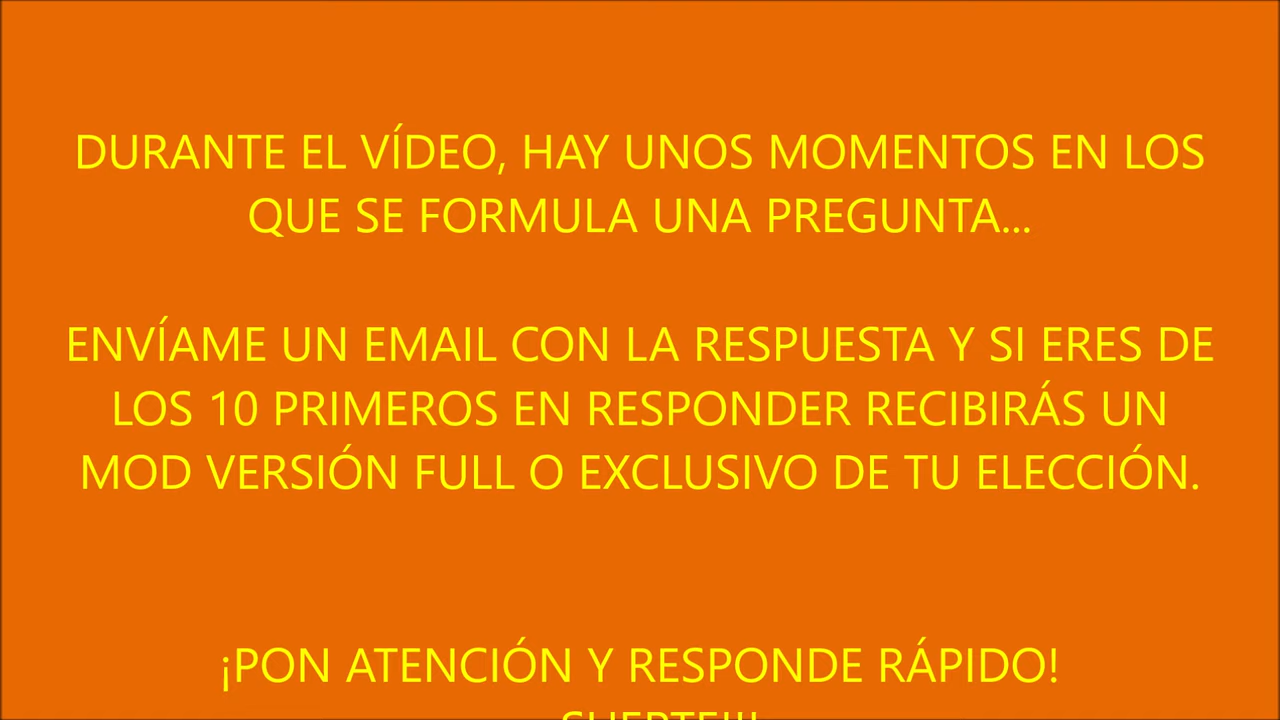 DURANTE EL VÍDEO, HAY UNOS MOMENTOS EN LOS
QUE SE FORMULA UNA PREGUNTA...
ENVÍAME UN EMAIL CON LA RESPUESTA Y SI ERES DE
LOS 10 PRIMEROS EN RESPONDER RECIBIRÁS UN
MOD VERSIÓN FULL O EXCLUSIVO DE TU ELECCIÓN.
¡PON ATENCIÓN Y RESPONDE RÁPIDO!